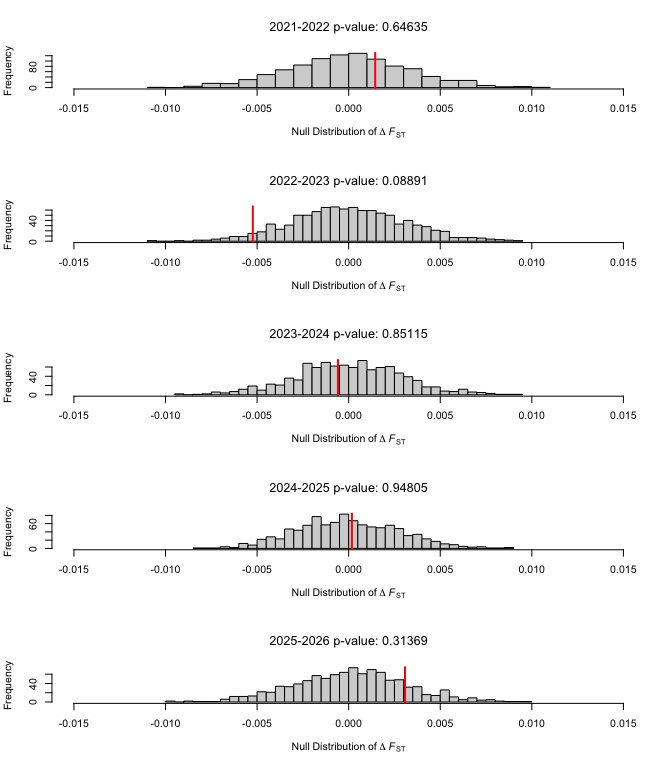 2021-2022 p-value: 0.64635
Frequency
0 80
-0.015 -0.010 -0.005 0.000 0.005 0.010 0.015
Null Distribution of Δ FST
2022-2023 p-value: 0.08891
Frequency
0 40
-0.015 -0.010 -0.005 0.000 0.005 0.010 0.015
Null Distribution of Δ FST
2023-2024 p-value: 0.85115
Frequency
0 40
-0.015 -0.010 -0.005 0.000 0.005 0.010 0.015
Null Distribution of Δ FST
2024-2025 p-value: 0.94805
Frequency
0 60
-0.015 -0.010 -0.005 0.000 0.005 0.010 0.015
Null Distribution of Δ FST
2025-2026 p-value: 0.31369
Frequency
0 40
-0.015 -0.010 -0.005 0.000 0.005 0.010 0.015
Null Distribution of Δ FST